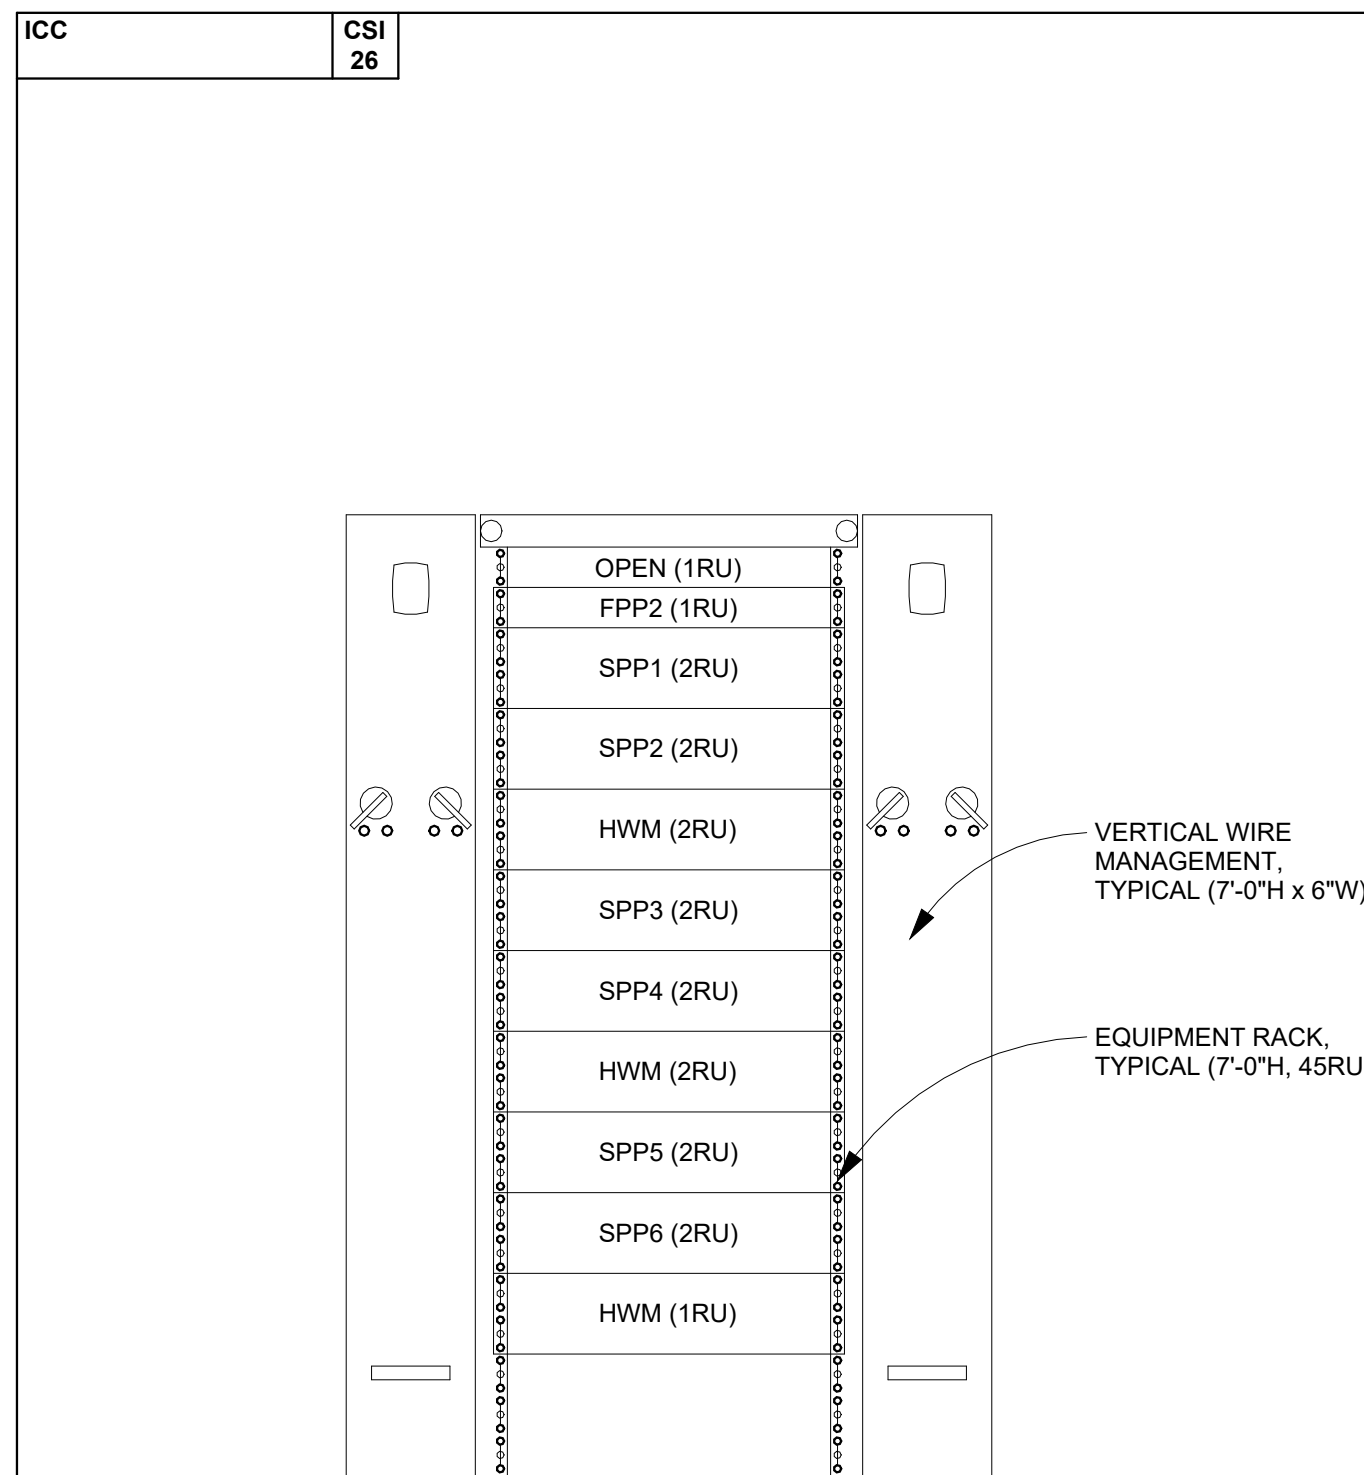 ICC
CSI
26
OPEN (1RU)
FPP2 (1RU)
SPP1 (2RU)
SPP2 (2RU)
HWM (2RU)
VERTICAL WIRE
MANAGEMENT,
TYPICAL (7'-0"H x 6"W)
SPP3 (2RU)
SPP4 (2RU)
EQUIPMENT RACK,
TYPICAL (7'-0"H, 45RU
HWM (2RU)
SPP5 (2RU)
SPP6 (2RU)
HWM (1RU)